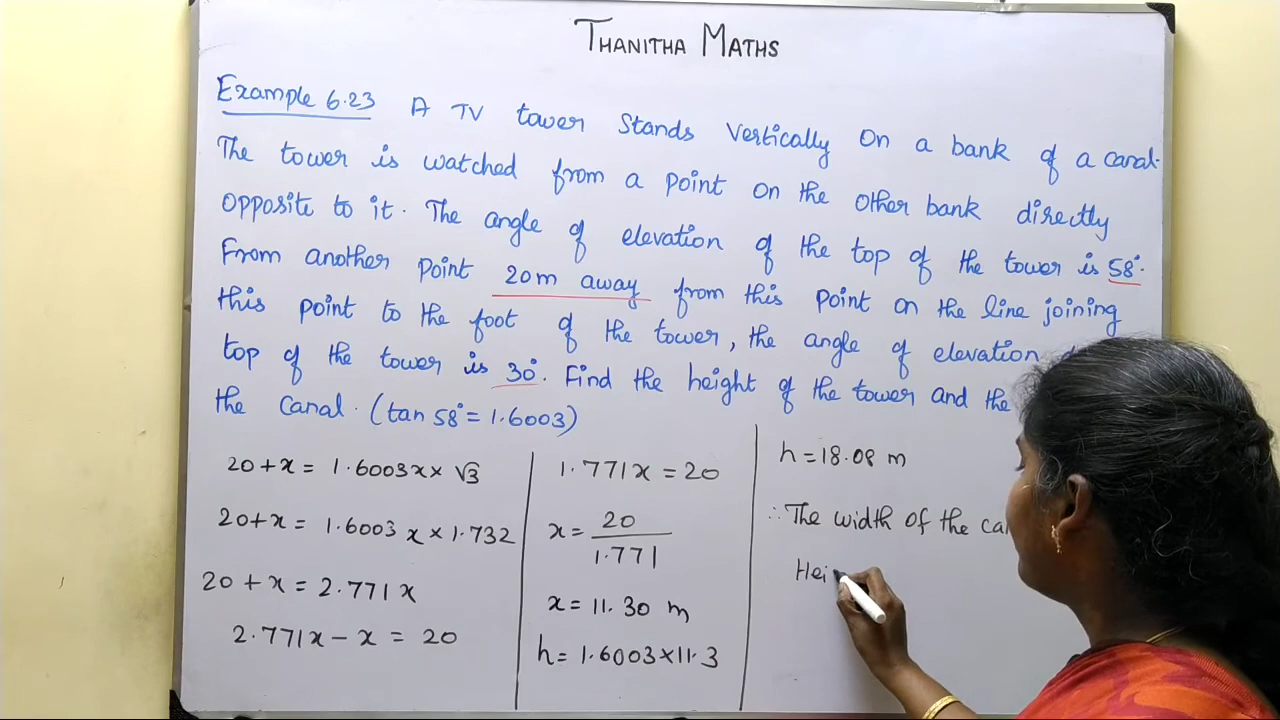 THANITHA MATHS
Example 6.23 A TV tower Stands Vertically on a bank of a canal.
The tower is watched from a point on the other bank directly
opposite to it. The angle of elevation of the top of the tower is 58°.
From another point 20m away from this point on the line joining
this point to the foot of the tower, the angle of elevation
top of the tower is 30°. Find the height of the tower and the
the canal. (tan 58° = 1.6003)
20+x = 1.6003x × √3
20+x = 1.6003 x × 1.732
20 + x = 2.771x
2.771x - x = 20
1.771x = 20
x = 20
1.771
x = 11.30 m
h = 1.6003×11.3
h = 18.08 m
∴ The width of the
Hei